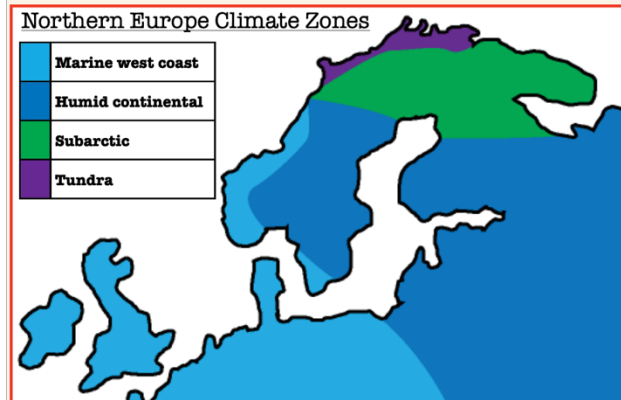 Northern Europe Climate Zones
Marine west coast
Humid continental
Subarctic
Tundra